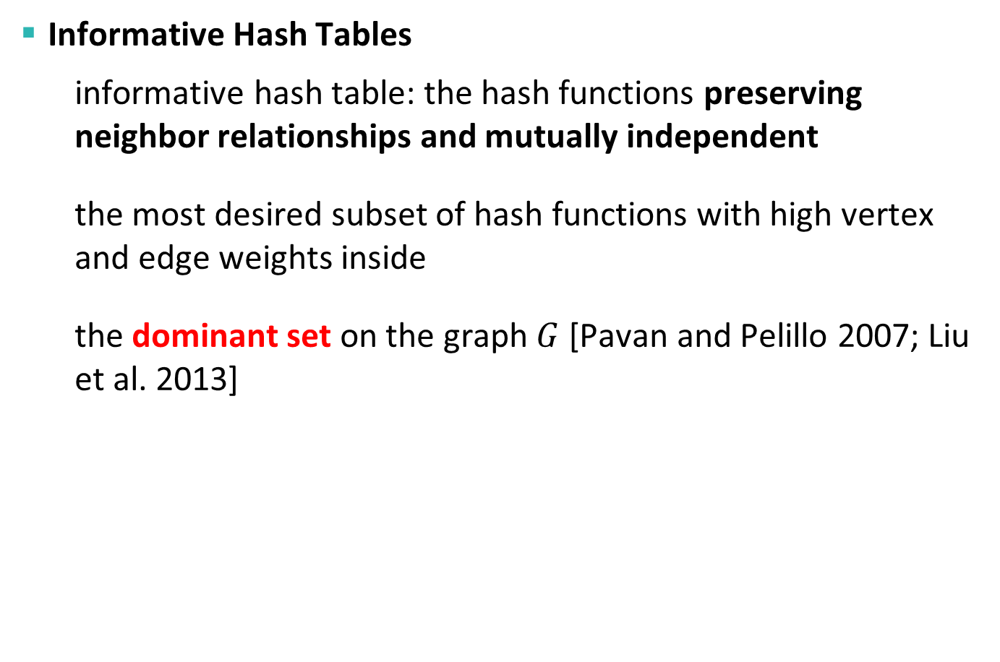 ▪ Informative Hash Tables
informative hash table: the hash functions preserving
neighbor relationships and mutually independent
the most desired subset of hash functions with high vertex
and edge weights inside
the dominant set on the graph G [Pavan and Pelillo 2007; Liu
et al. 2013]